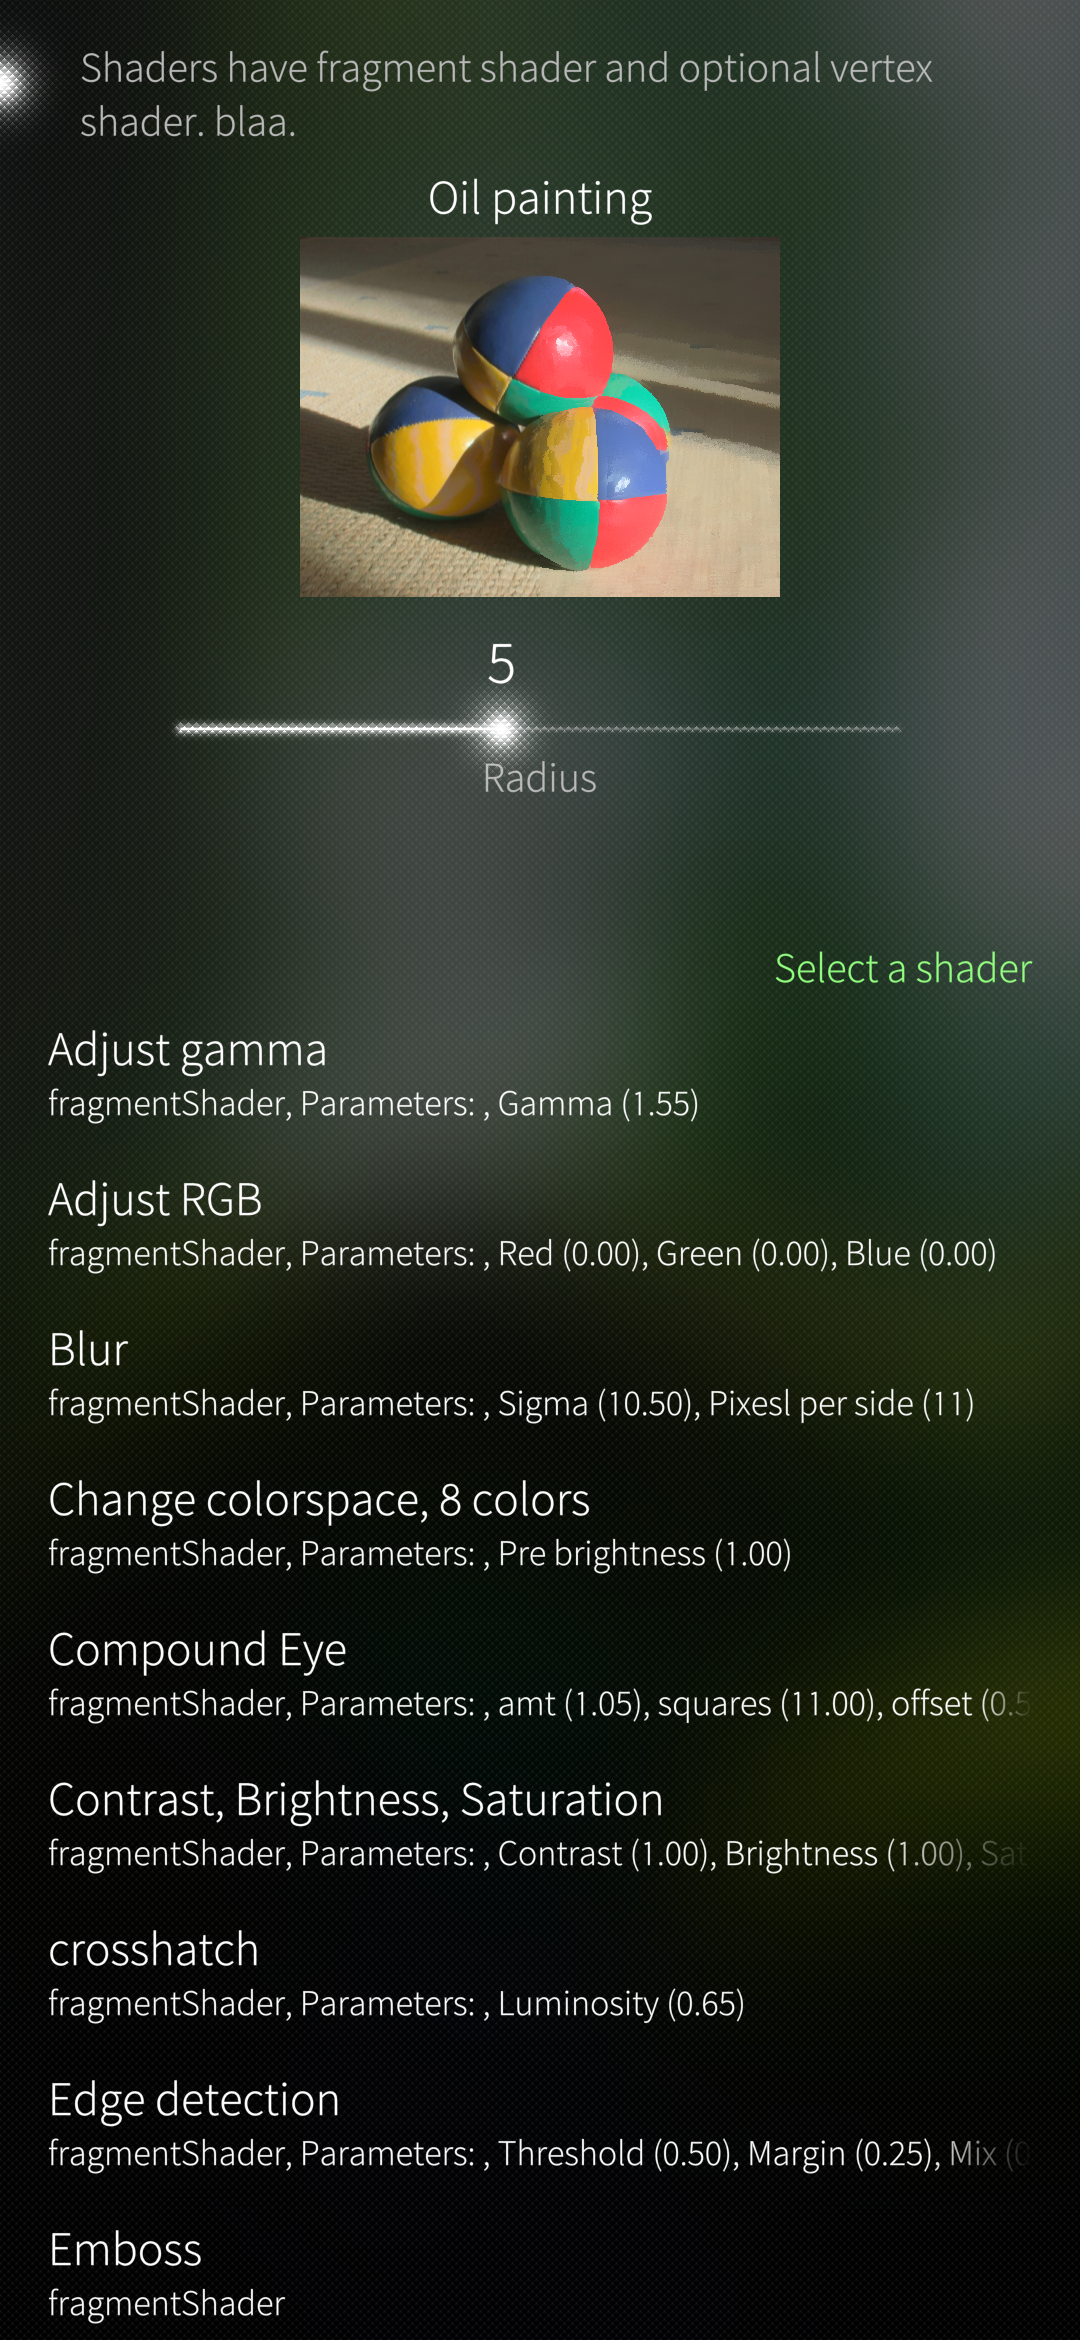 Shaders have fragment shader and optional vertex
shader. blaa.
Oil painting
5
Radius
Select a shader
Adjust gamma
fragmentShader, Parameters: , Gamma (1.55)
Adjust RGB
fragmentShader, Parameters: , Red (0.00), Green (0.00), Blue (0.00)
Blur
fragmentShader, Parameters: , Sigma (10.50), Pixesl per side (11)
Change colorspace, 8 colors
fragmentShader, Parameters: , Pre brightness (1.00)
Compound Eye
fragmentShader, Parameters: , amt (1.05), squares (11.00), offset (0.5
Contrast, Brightness, Saturation
fragmentShader, Parameters: , Contrast (1.00), Brightness (1.00), Sat
crosshatch
fragmentShader, Parameters: , Luminosity (0.65)
Edge detection
fragmentShader, Parameters: , Threshold (0.50), Margin (0.25), Mix (0
Emboss
fragmentShader